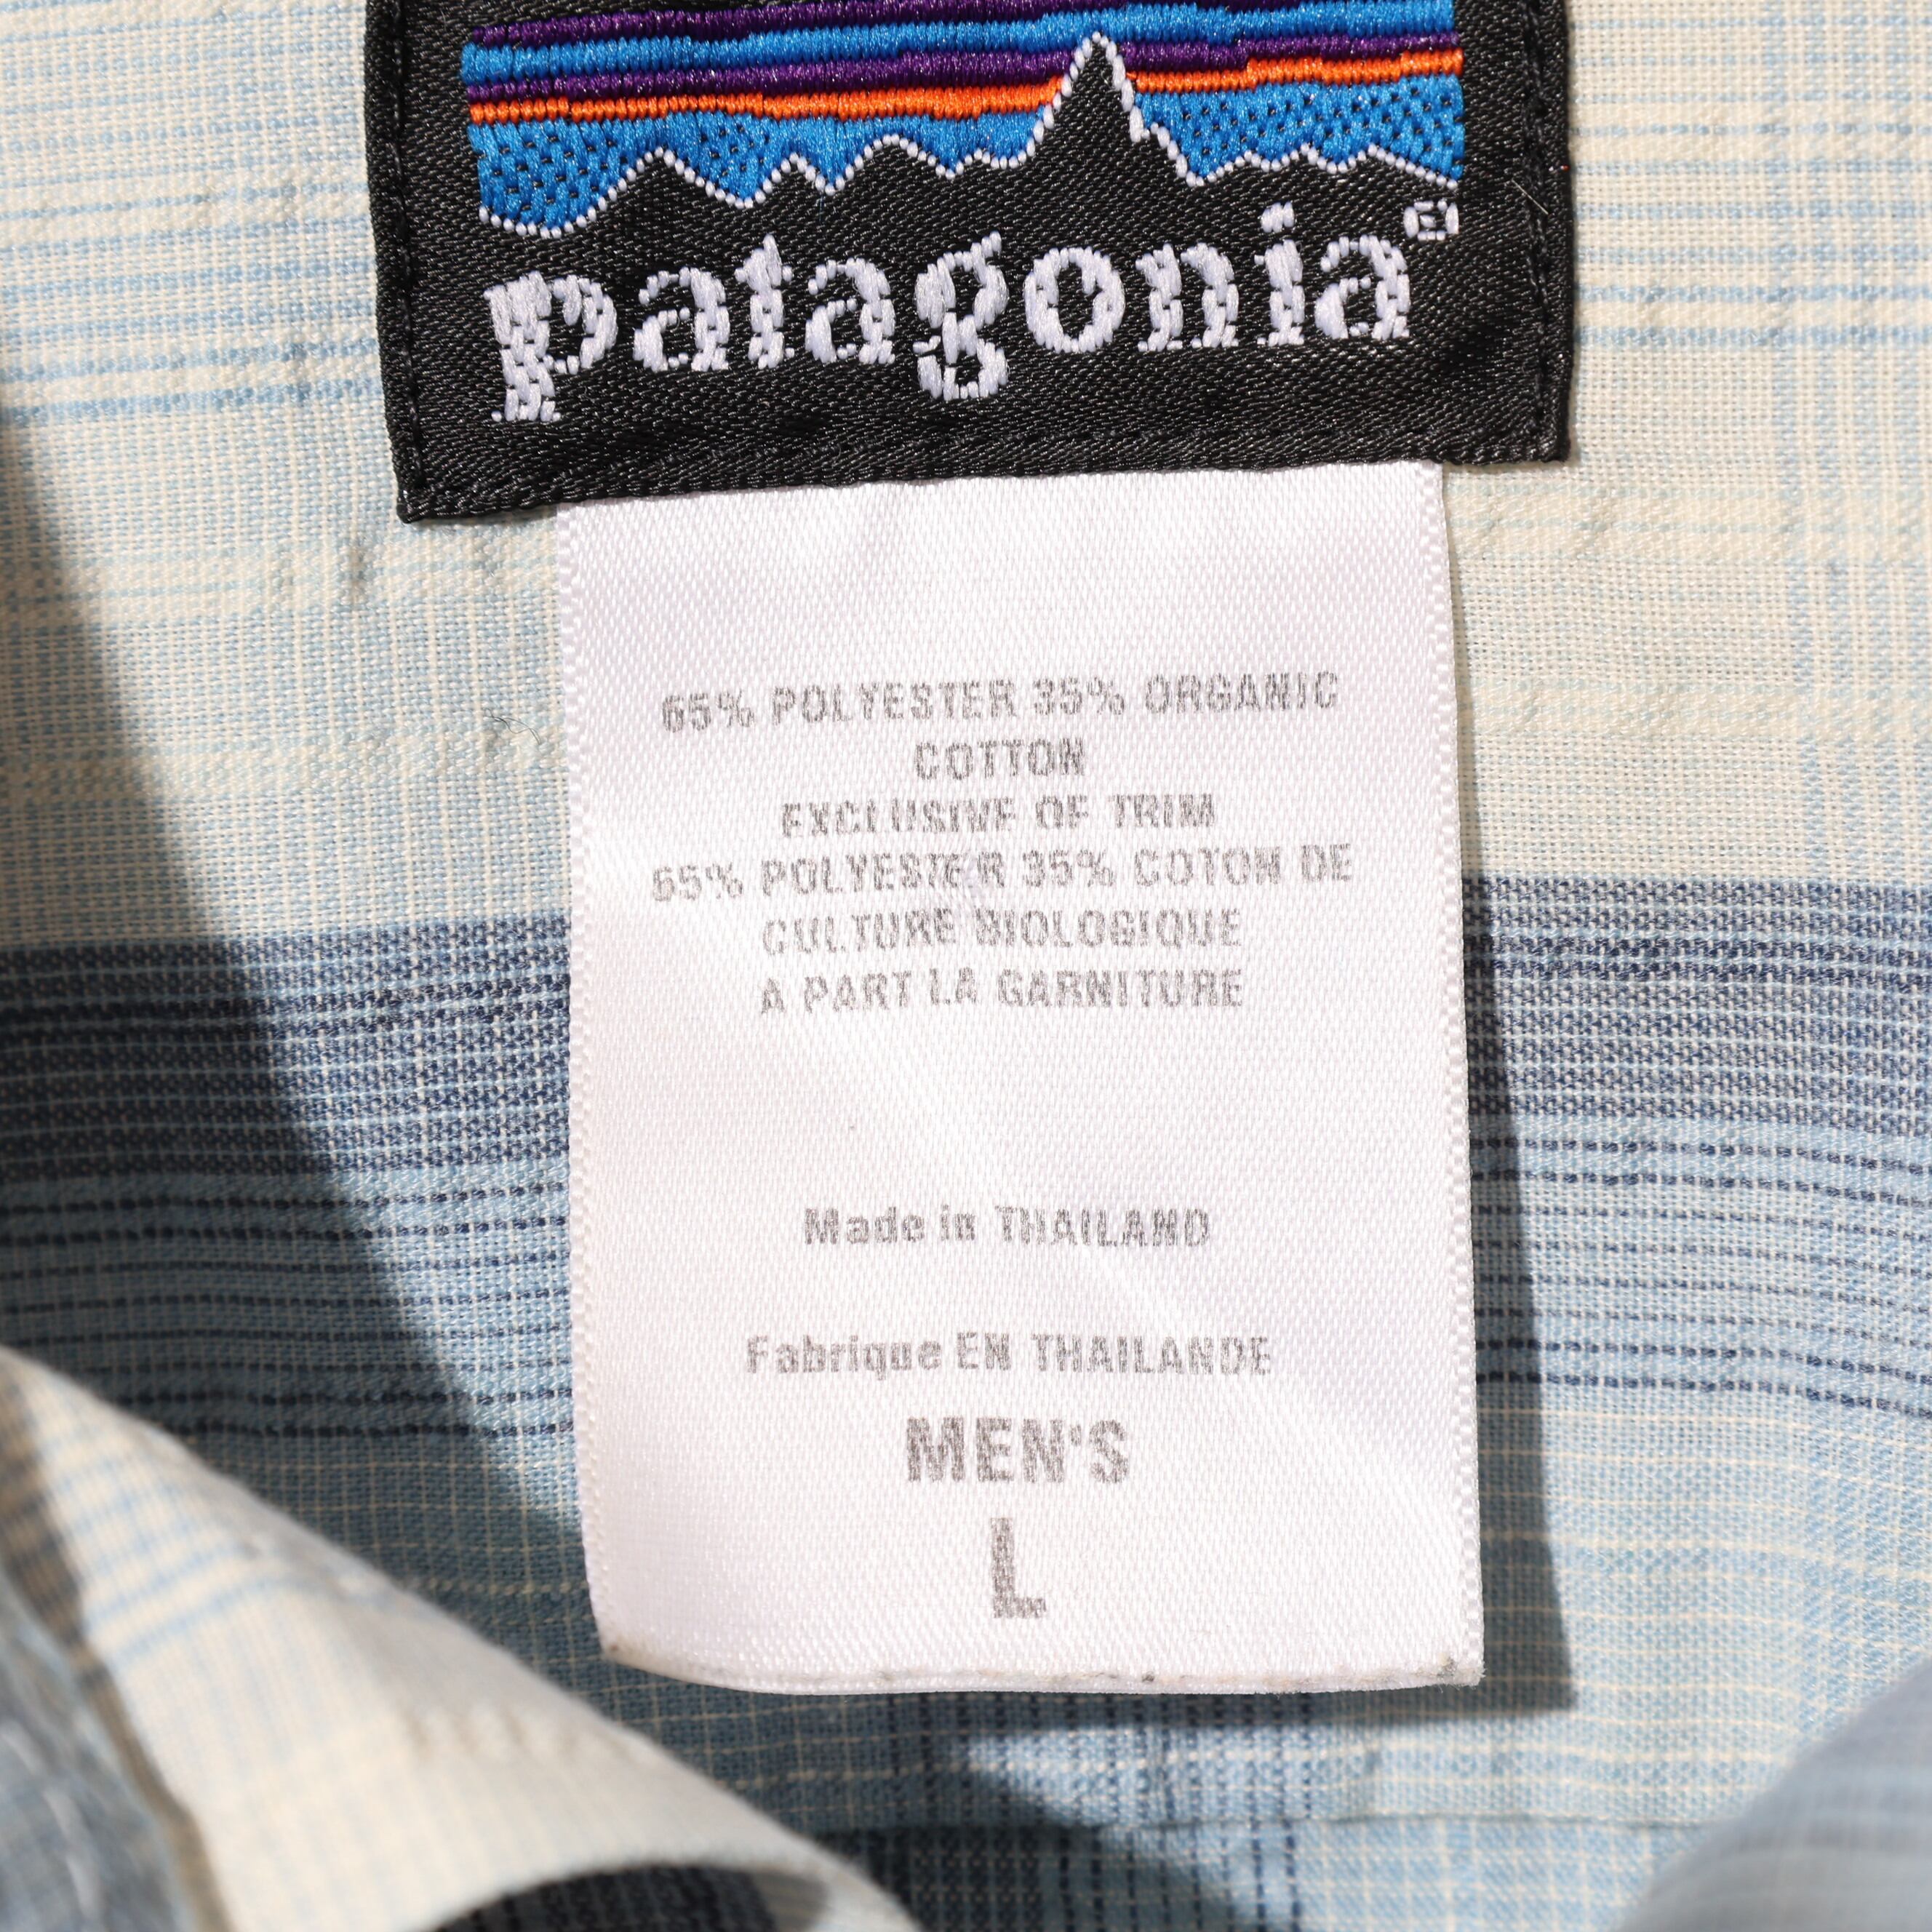 patagonia®
65% POLYESTER 35% ORGANIC
COTTON
EXCLUSIVE OF TRIM
65% POLYESTER 35% COTON DE
CULTURE BIOLOGIQUE
A PART LA GARNITURE
Made in THAILAND
Fabrique EN THAILANDE
MEN'S
L